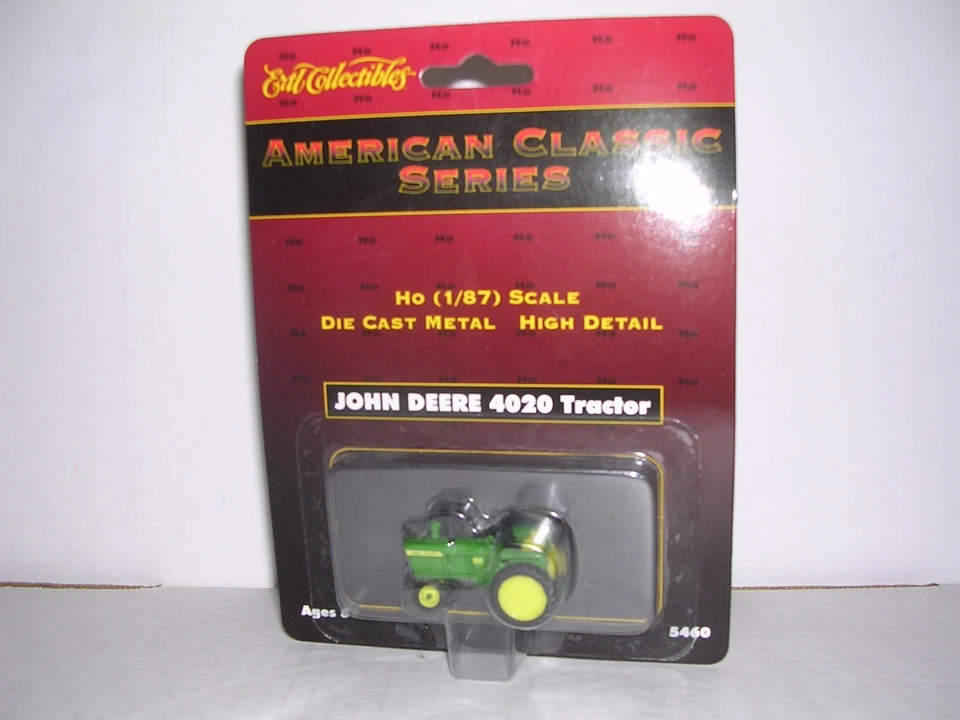 Ertl Collectibles
AMERICAN CLASSIC
SERIES
HO (1/87) SCALE
DIE CAST METAL HIGH DETAIL
JOHN DEERE 4020 Tractor
Ages
5460